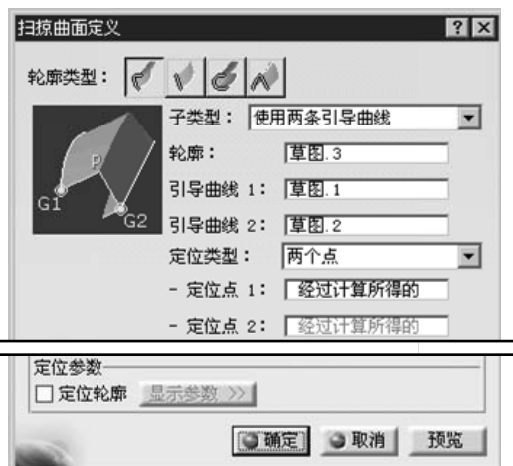 扫掠曲面定义
轮廓类型：
子类型： 使用两条引导曲线
轮廓： 草图.3
引导曲线 1： 草图.1
G1
G2 引导曲线 2： 草图.2
P
定位类型： 两个点
- 定位点 1： 经过计算所得的
- 定位点 2： 经过计算所得的
定位参数
定位轮廓 显示参数 >>
确定 取消 预览